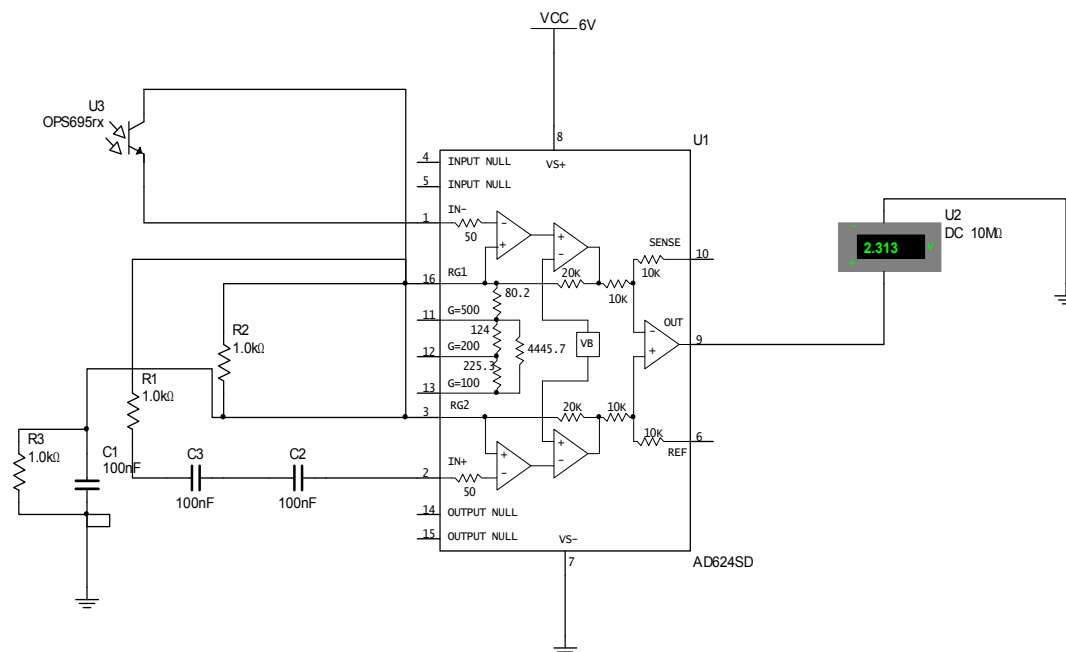 VCC
6V
U3
OPS695rx
8
U1
4
INPUT NULL
VS+
5
INPUT NULL
1
IN-
50
-
+
+
-
SENSE
10
10K
16
RG1
80.2
20K
10K
11
G=500
124
12
G=200
4445.7
VB
225.3
13
G=100
OUT
-
+
9
3
RG2
20K
10K
10K
6
REF
+
-
+
-
2
IN+
50
14
OUTPUT NULL
15
OUTPUT NULL
VS-
7
AD624SD
U2
DC 10MΩ
-
2.313
V
+
R2
1.0kΩ
R1
1.0kΩ
R3
1.0kΩ
C1
100nF
C3
100nF
C2
100nF